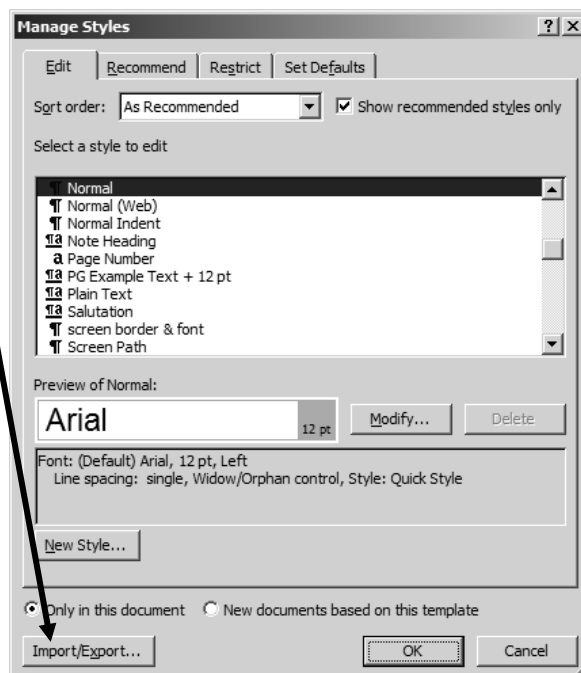 Manage Styles
Edit Recommend Restrict Set Defaults
Sort order: As Recommended Show recommended styles only
Select a style to edit
Normal
Normal (Web)
Normal Indent
Note Heading
Page Number
PG Example Text + 12 pt
Plain Text
Salutation
screen border & font
Screen Path
Preview of Normal:
Arial 12 pt Modify... Delete
Font: (Default) Arial, 12 pt, Left
Line spacing: single, Widow/Orphan control, Style: Quick Style
New Style...
Only in this document New documents based on this template
Import/Export... OK Cancel